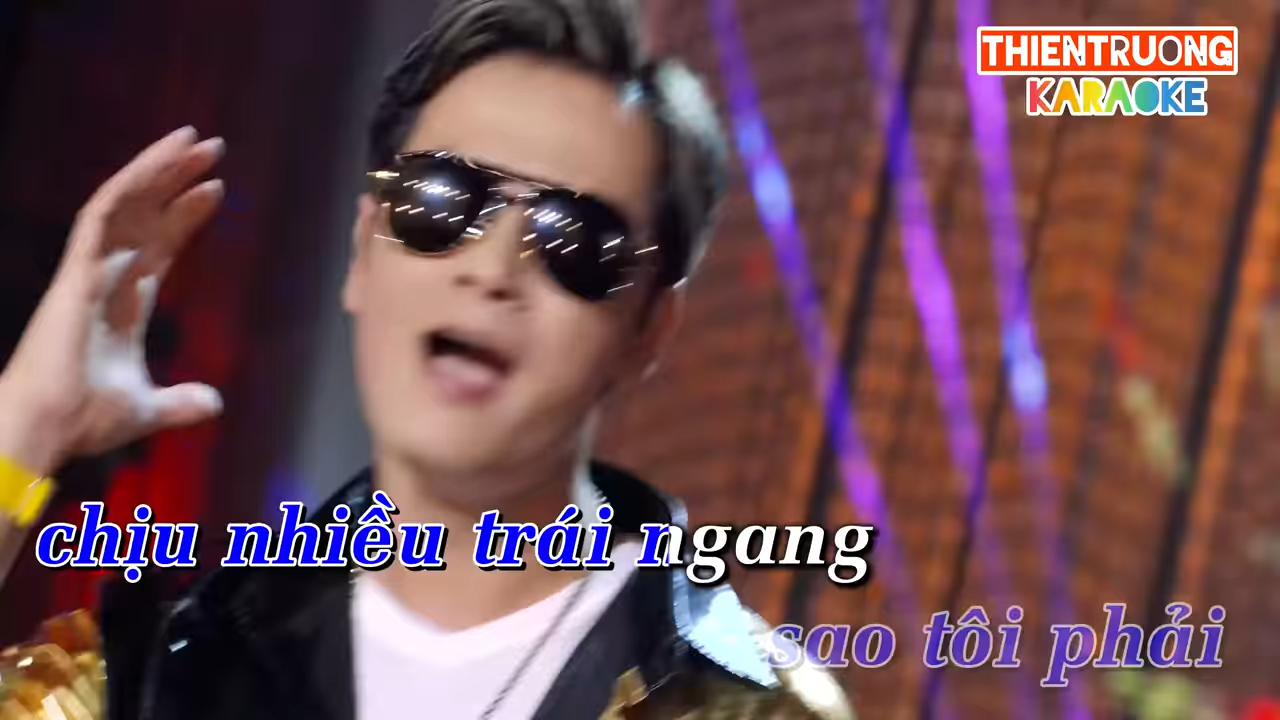 THIENTRUONG
KARAOKE
chịu nhiều trái ngang
sao tôi phải